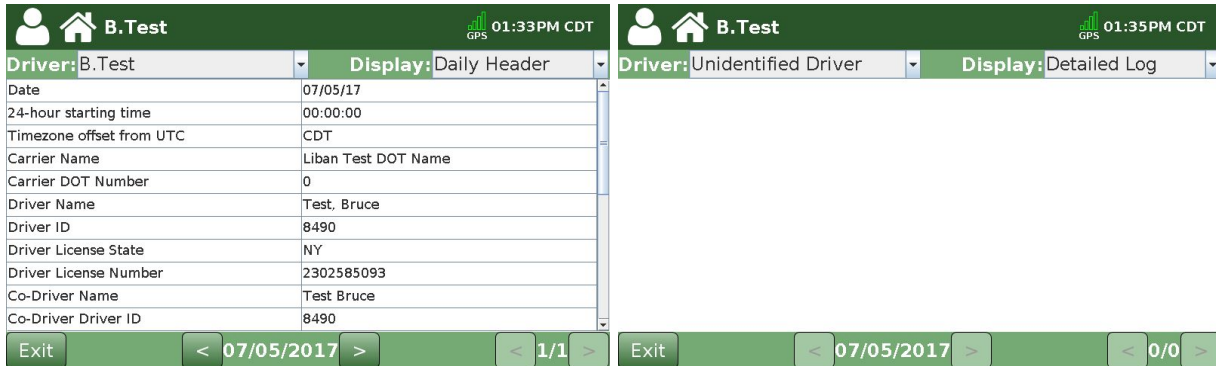 B.Test GPS 01:33PM CDT
Driver: B.Test Display: Daily Header
Date 07/05/17
24-hour starting time 00:00:00
Timezone offset from UTC CDT
Carrier Name Liban Test DOT Name
Carrier DOT Number 0
Driver Name Test, Bruce
Driver ID 8490
Driver License State NY
Driver License Number 2302585093
Co-Driver Name Test Bruce
Co-Driver Driver ID 8490
Exit < 07/05/2017 > < 1/1 >
B.Test GPS 01:35PM CDT
Driver: Unidentified Driver Display: Detailed Log
Exit < 07/05/2017 > < 0/0 >